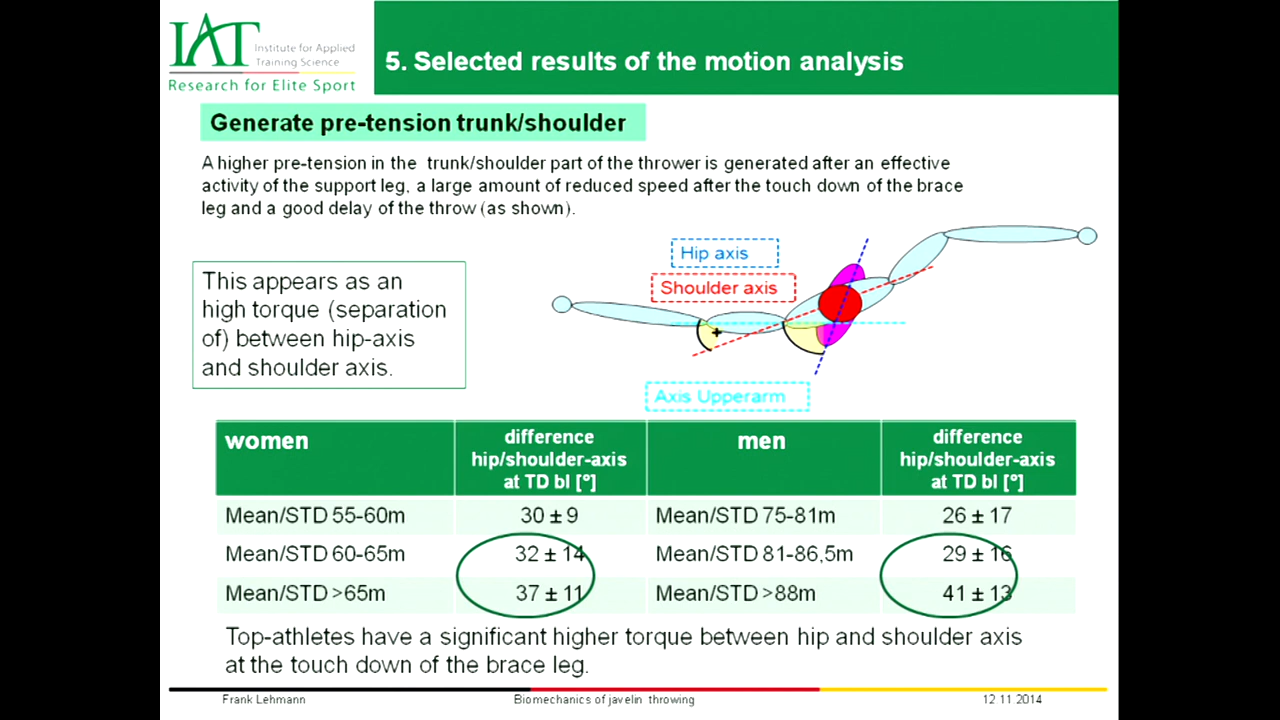 IAT
Institute for Applied
Training Science
Research for Elite Sport
5. Selected results of the motion analysis
Generate pre-tension trunk/shoulder
A higher pre-tension in the trunk/shoulder part of the thrower is generated after an effective
activity of the support leg, a large amount of reduced speed after the touch down of the brace
leg and a good delay of the throw (as shown).
This appears as an
high torque (separation
of) between hip-axis
and shoulder axis.
Hip axis
Shoulder axis
+
Axis Upperarm
women
difference
hip/shoulder-axis
at TD bl [°]
men
difference
hip/shoulder-axis
at TD bl [°]
Mean/STD 55-60m 30 ± 9 Mean/STD 75-81m 26 ± 17
Mean/STD 60-65m 32 ± 14 Mean/STD 81-86,5m 29 ± 16
Mean/STD >65m 37 ± 11 Mean/STD >88m 41 ± 13
Top-athletes have a significant higher torque between hip and shoulder axis
at the touch down of the brace leg.
Frank Lehmann Biomechanics of javelin throwing 12.11.2014